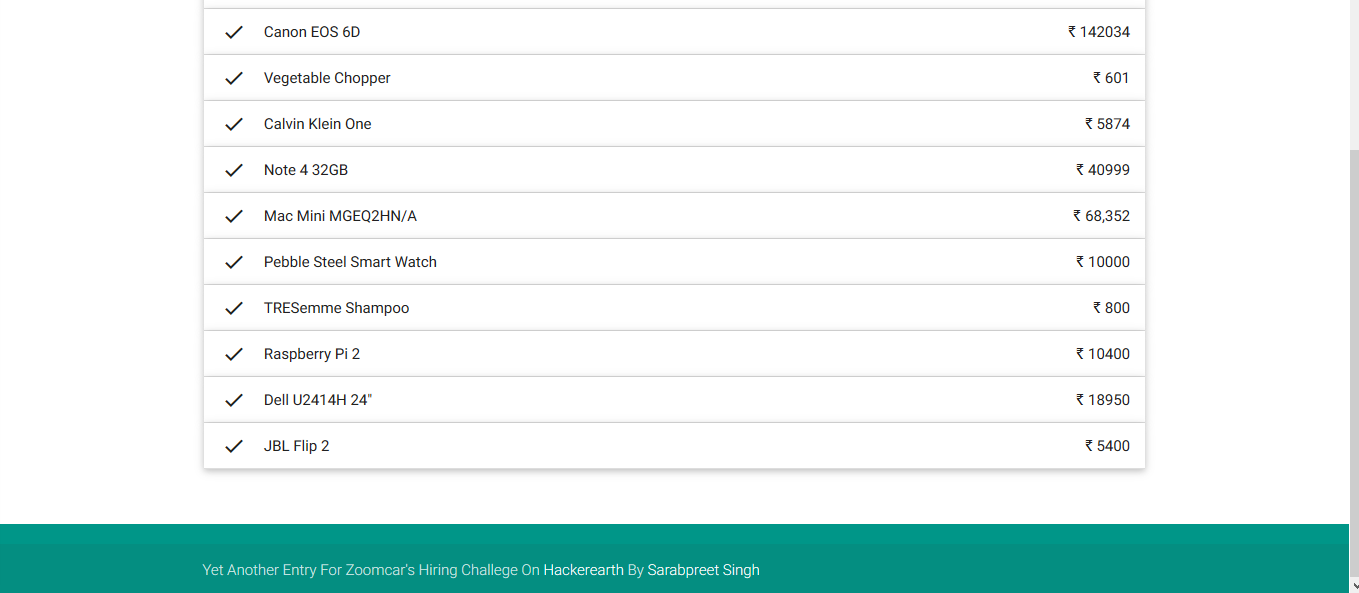 Canon EOS 6D ₹ 142034
Vegetable Chopper ₹ 601
Calvin Klein One ₹ 5874
Note 4 32GB ₹ 40999
Mac Mini MGEQ2HN/A ₹ 68,352
Pebble Steel Smart Watch ₹ 10000
TRESemme Shampoo ₹ 800
Raspberry Pi 2 ₹ 10400
Dell U2414H 24" ₹ 18950
JBL Flip 2 ₹ 5400
Yet Another Entry For Zoomcar's Hiring Challege On Hackerearth By Sarabpreet Singh